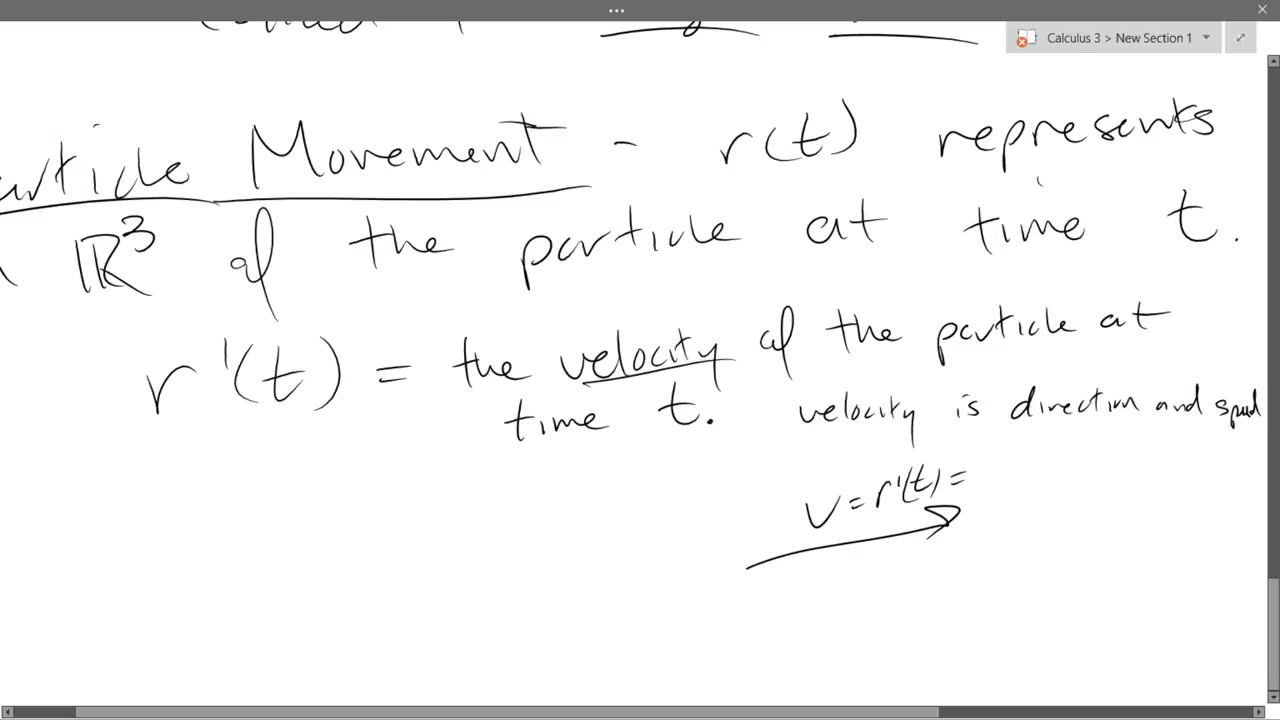 Calculus 3 > New Section 1
article Movement - r(t) represents
ℝ³ of the particle at time t.
r'(t) = the velocity of the particle at
time t. velocity is direction and speed
v = r'(t) =